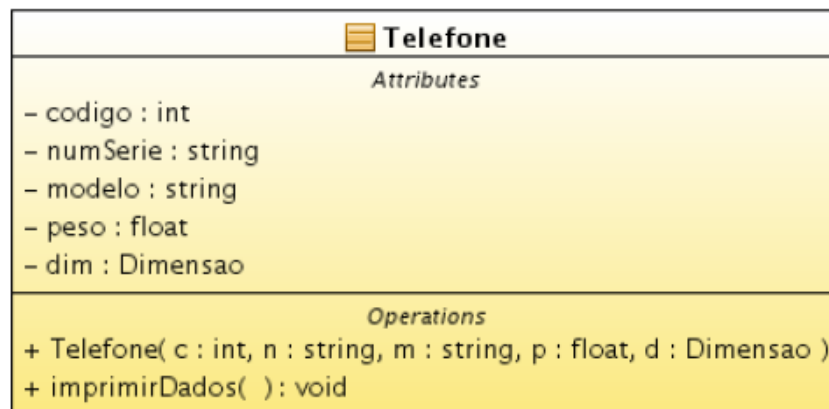 Telefone
Attributes
– codigo : int
– numSerie : string
– modelo : string
– peso : float
– dim : Dimensao
Operations
+ Telefone( c : int, n : string, m : string, p : float, d : Dimensao )
+ imprimirDados( ) : void